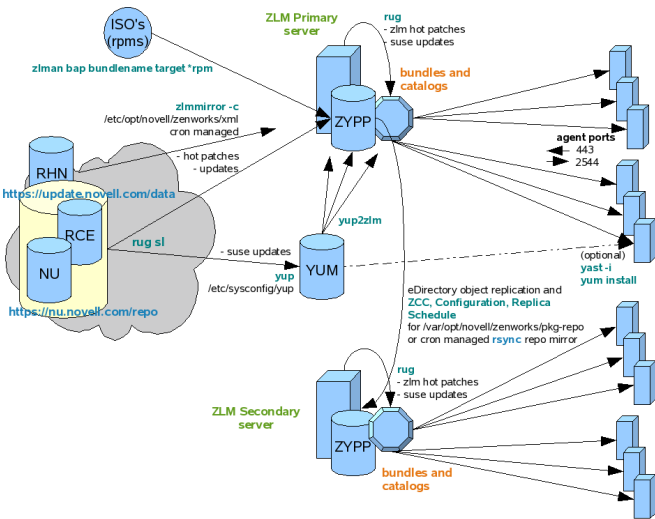 ISO's
(rpms)
zlman bap bundlename target *rpm
ZLM Primary
server
rug
- zlm hot patches
- suse updates
bundles and
catalogs
ZYPP
zlmmirror -c
/etc/opt/novell/zenworks/xml
cron managed
- hot patches
- updates
agent ports
443
2544
RHN
https://update.novell.com/data
RCE
NU
https://nu.novell.com/repo
rug sl
- suse updates
yup
/etc/sysconfig/yup
yup2zlm
YUM
(optional)
yast -i
yum install
eDirectory object replication and
ZCC, Configuration, Replica
Schedule
for /var/opt/novell/zenworks/pkg-repo
or cron managed rsync repo mirror
ZLM Secondary
server
rug
- zlm hot patches
- suse updates
ZYPP
bundles and
catalogs